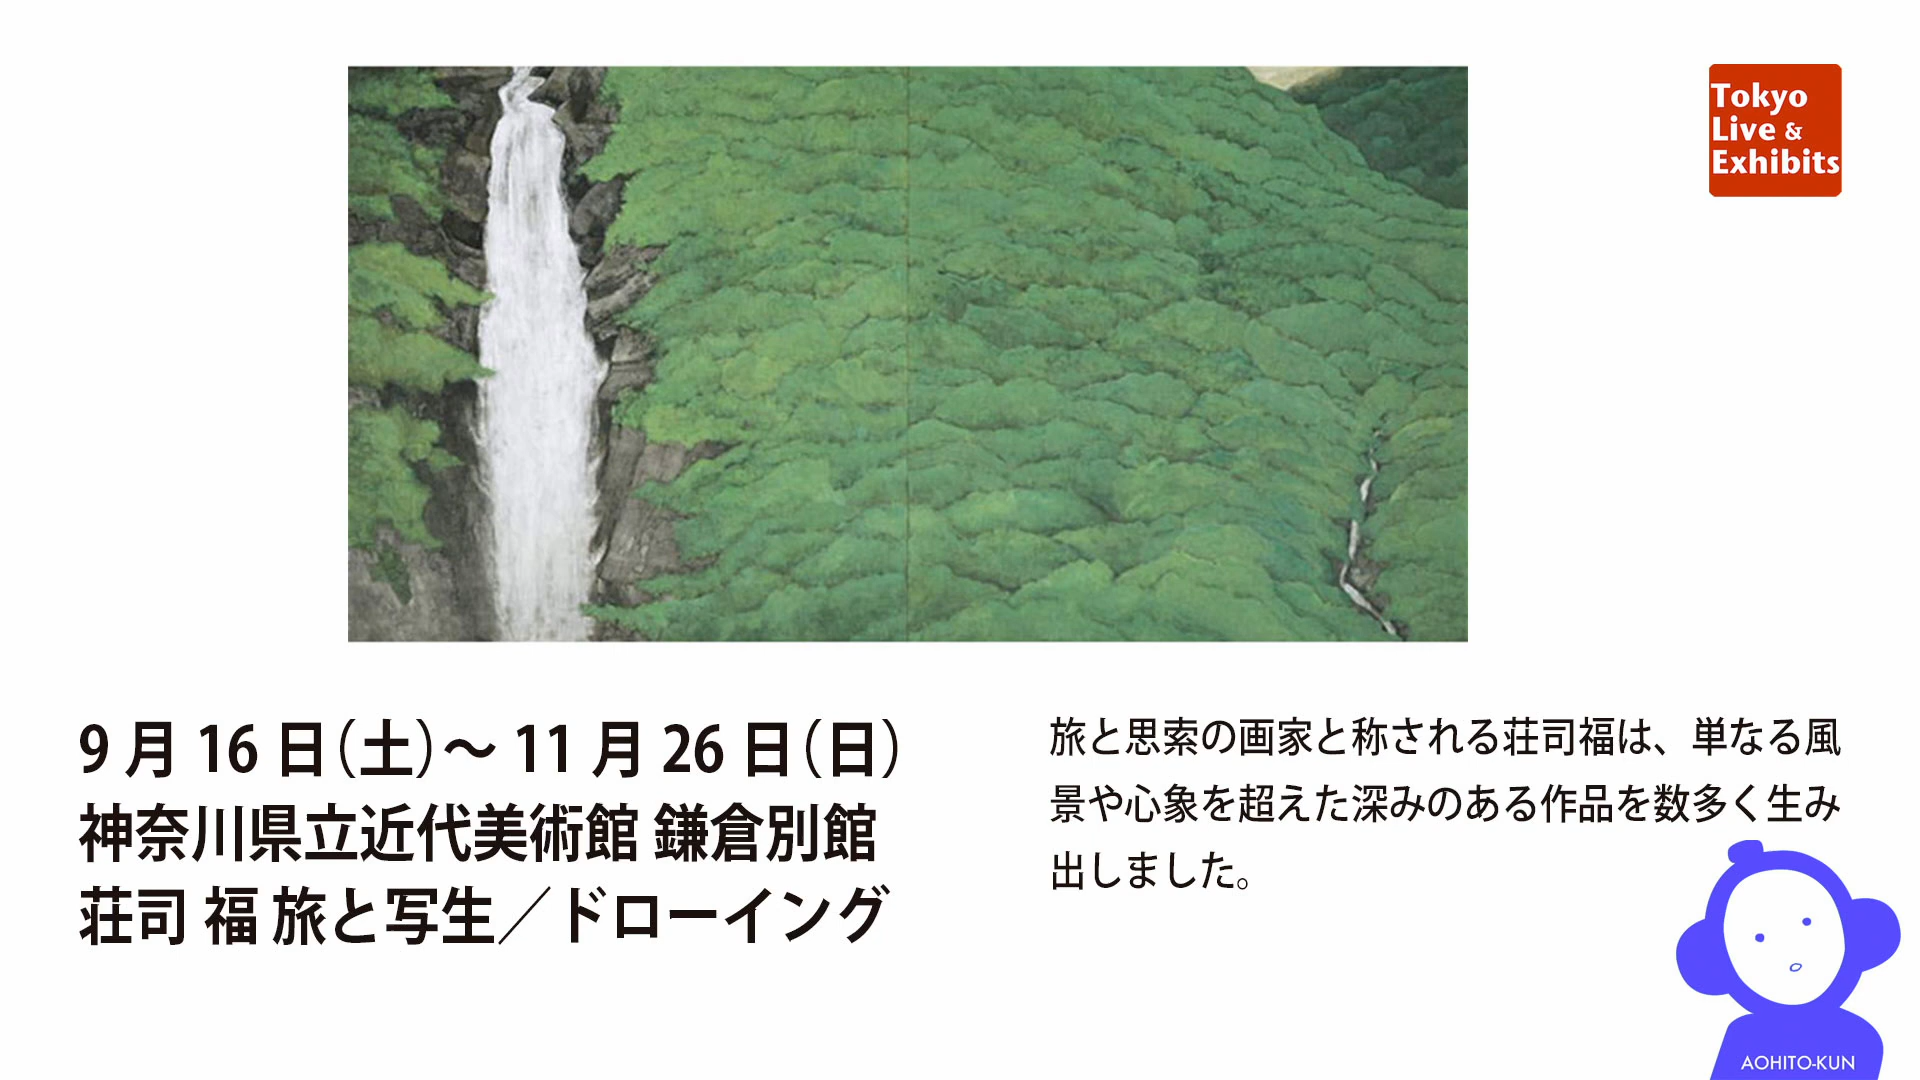 Tokyo
Live &
Exhibits
9月16日(土)～11月26日(日)
神奈川県立近代美術館 鎌倉別館
荘司 福 旅と写生／ドローイング
旅と思索の画家と称される荘司福は、単なる風
景や心象を超えた深みのある作品を数多く生み
出しました。
AOHITO-KUN